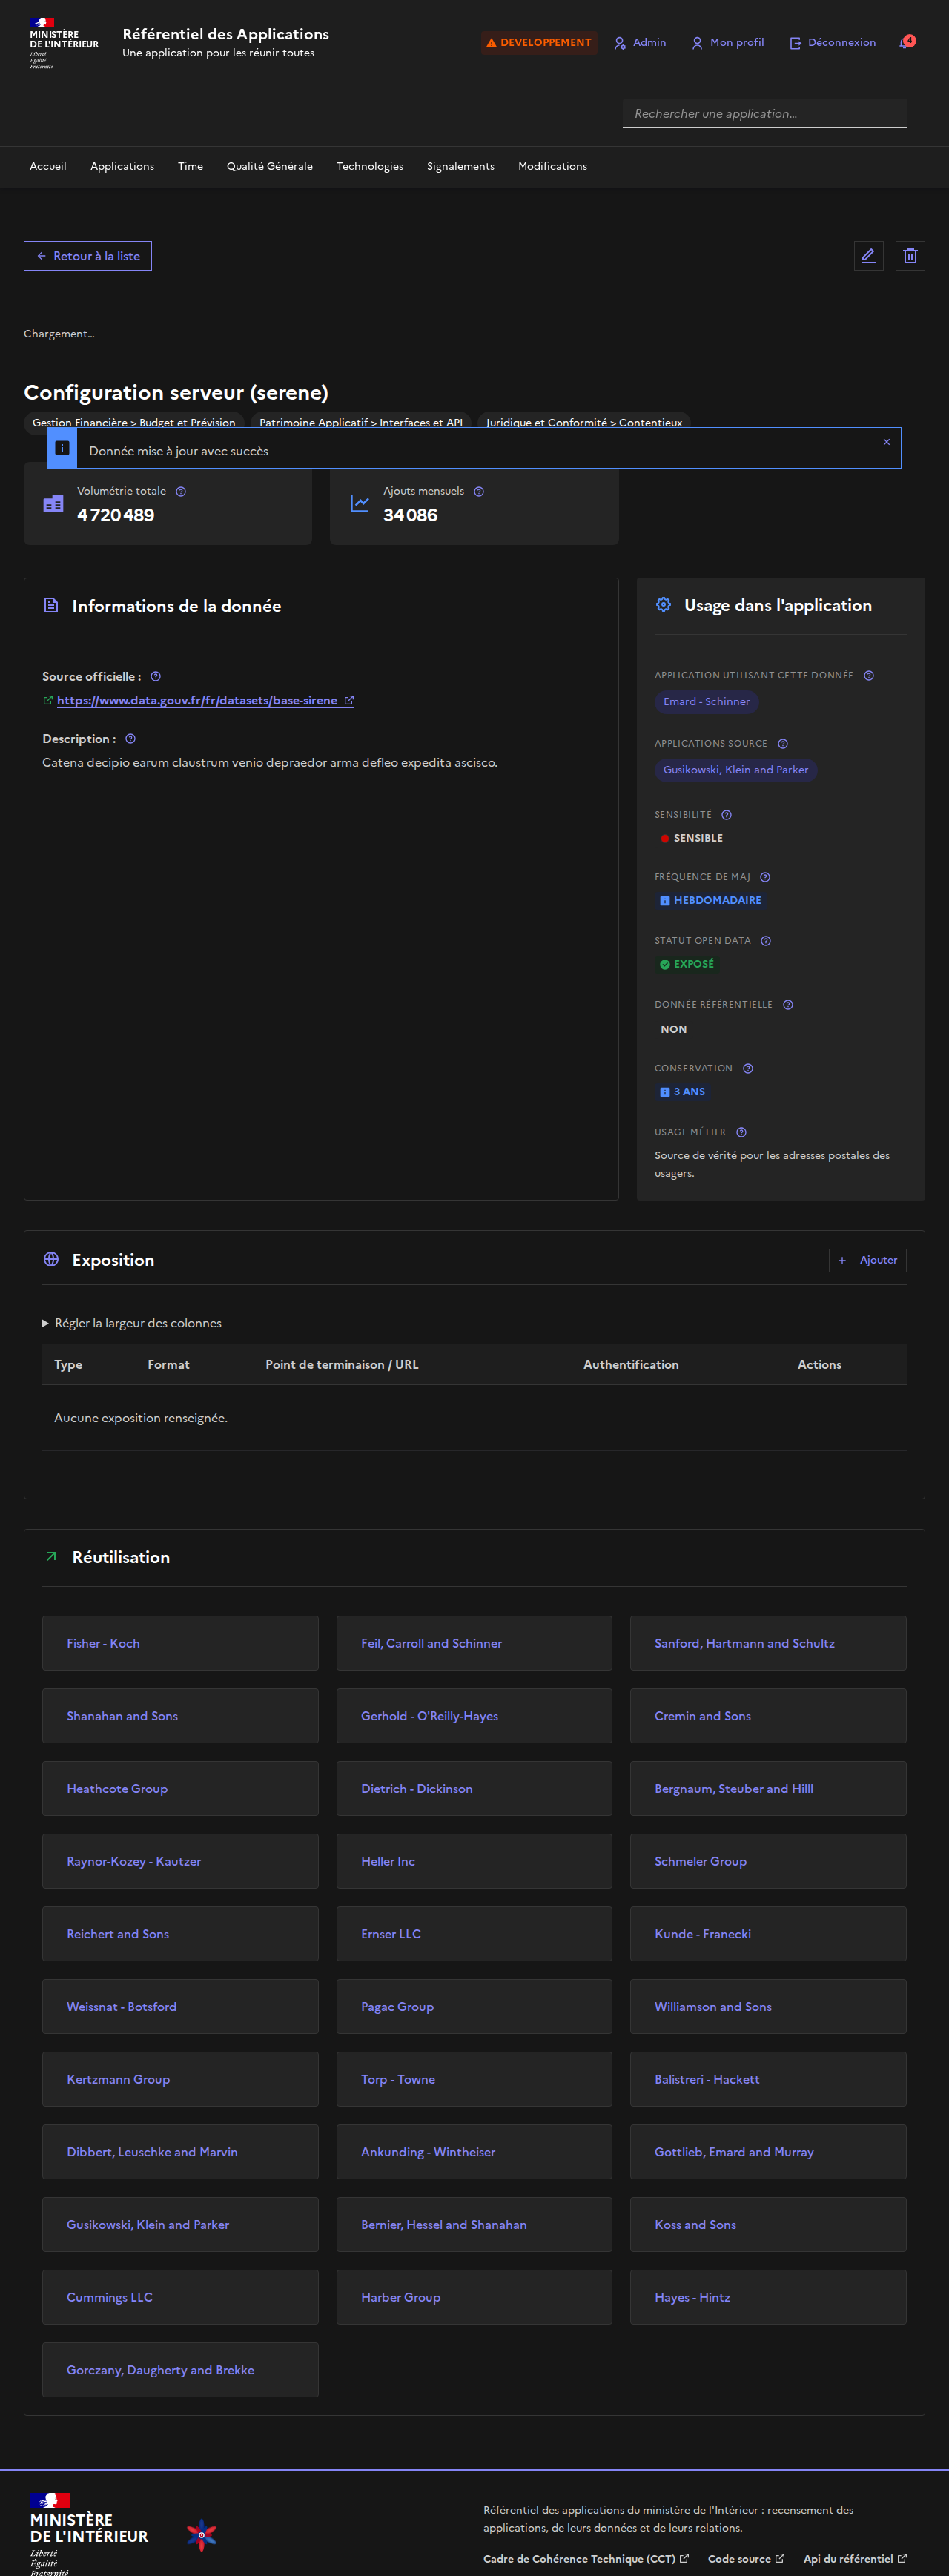 MINISTÈRE
DE L'INTÉRIEUR
Liberté
Égalité
Fraternité
Référentiel des Applications
Une application pour les réunir toutes
DEVELOPPEMENT
Admin
Mon profil
Déconnexion
4
Rechercher une application...
Accueil
Applications
Time
Qualité Générale
Technologies
Signalements
Modifications
Retour à la liste
Chargement...
Configuration serveur (serene)
Gestion Financière > Budget et Prévision
Patrimoine Applicatif > Interfaces et API
Juridique et Conformité > Contentieux
Donnée mise à jour avec succès
Volumétrie totale
4 720 489
Ajouts mensuels
34 086
Informations de la donnée
Source officielle :
https://www.data.gouv.fr/fr/datasets/base-sirene
Description :
Catena decipio earum claustrum venio depraedor arma defleo expedita ascisco.
Usage dans l'application
APPLICATION UTILISANT CETTE DONNÉE
Emard - Schinner
APPLICATIONS SOURCE
Gusikowski, Klein and Parker
SENSIBILITÉ
SENSIBLE
FRÉQUENCE DE MAJ
HEBDOMADAIRE
STATUT OPEN DATA
EXPOSÉ
DONNÉE RÉFÉRENTIELLE
NON
CONSERVATION
3 ANS
USAGE MÉTIER
Source de vérité pour les adresses postales des
usagers.
Exposition
Ajouter
Régler la largeur des colonnes
Type
Format
Point de terminaison / URL
Authentification
Actions
Aucune exposition renseignée.
Réutilisation
Fisher - Koch
Feil, Carroll and Schinner
Sanford, Hartmann and Schultz
Shanahan and Sons
Gerhold - O'Reilly-Hayes
Cremin and Sons
Heathcote Group
Dietrich - Dickinson
Bergnaum, Steuber and Hilll
Raynor-Kozey - Kautzer
Heller Inc
Schmeler Group
Reichert and Sons
Ernser LLC
Kunde - Franecki
Weissnat - Botsford
Pagac Group
Williamson and Sons
Kertzmann Group
Torp - Towne
Balistreri - Hackett
Dibbert, Leuschke and Marvin
Ankunding - Wintheiser
Gottlieb, Emard and Murray
Gusikowski, Klein and Parker
Bernier, Hessel and Shanahan
Koss and Sons
Cummings LLC
Harber Group
Hayes - Hintz
Gorczany, Daugherty and Brekke
MINISTÈRE
DE L'INTÉRIEUR
Liberté
Égalité
Fraternité
Référentiel des applications du ministère de l'Intérieur : recensement des
applications, de leurs données et de leurs relations.
Cadre de Cohérence Technique (CCT)
Code source
Api du référentiel